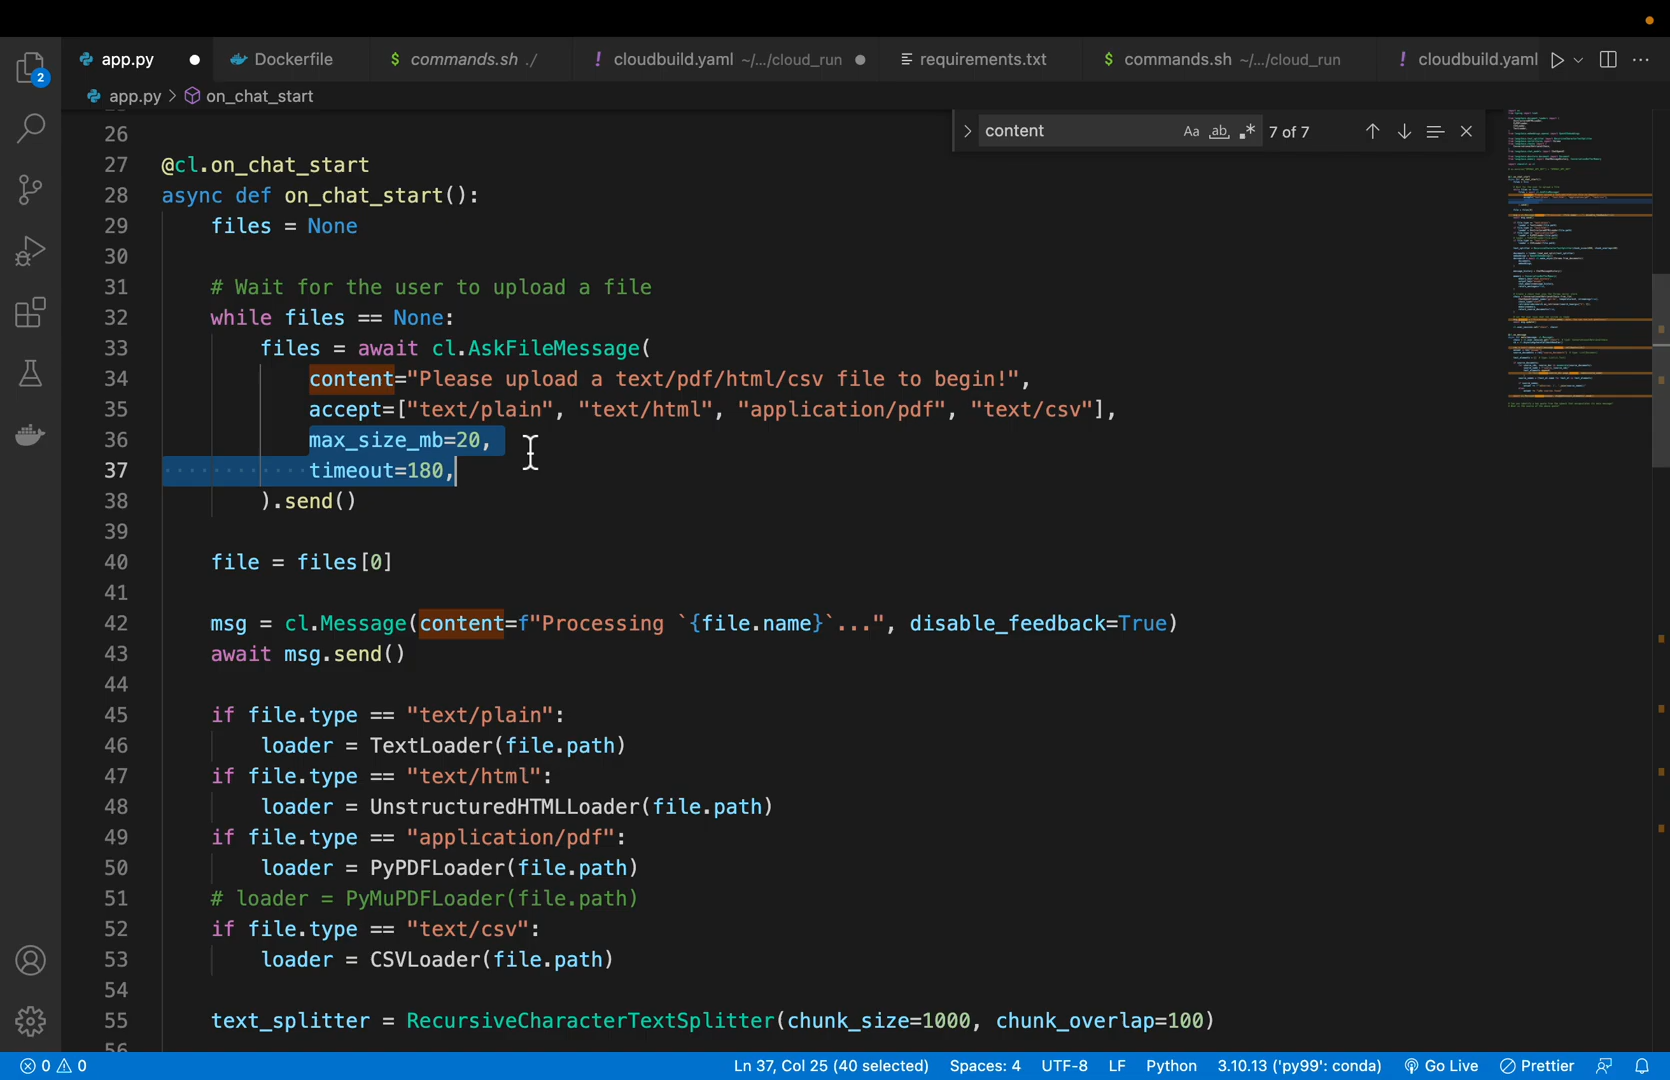 app.py
Dockerfile
$ commands.sh ./
! cloudbuild.yaml ~/.../cloud_run
requirements.txt
$ commands.sh ~/.../cloud_run
! cloudbuild.yaml
2
app.py > on_chat_start
content
Aa ab 7 of 7
26
27 @cl.on_chat_start
28 async def on_chat_start():
29 files = None
30
31 # Wait for the user to upload a file
32 while files == None:
33 files = await cl.AskFileMessage(
34 content="Please upload a text/pdf/html/csv file to begin!",
35 accept=["text/plain", "text/html", "application/pdf", "text/csv"],
36 max_size_mb=20,
37 timeout=180,
38 ).send()
39
40 file = files[0]
41
42 msg = cl.Message(content=f"Processing `{file.name}`...", disable_feedback=True)
43 await msg.send()
44
45 if file.type == "text/plain":
46 loader = TextLoader(file.path)
47 if file.type == "text/html":
48 loader = UnstructuredHTMLLoader(file.path)
49 if file.type == "application/pdf":
50 loader = PyPDFLoader(file.path)
51 # loader = PyMuPDFLoader(file.path)
52 if file.type == "text/csv":
53 loader = CSVLoader(file.path)
54
55 text_splitter = RecursiveCharacterTextSplitter(chunk_size=1000, chunk_overlap=100)
56
0 0 Ln 37, Col 25 (40 selected) Spaces: 4 UTF-8 LF Python 3.10.13 ('py99': conda) Go Live Prettier